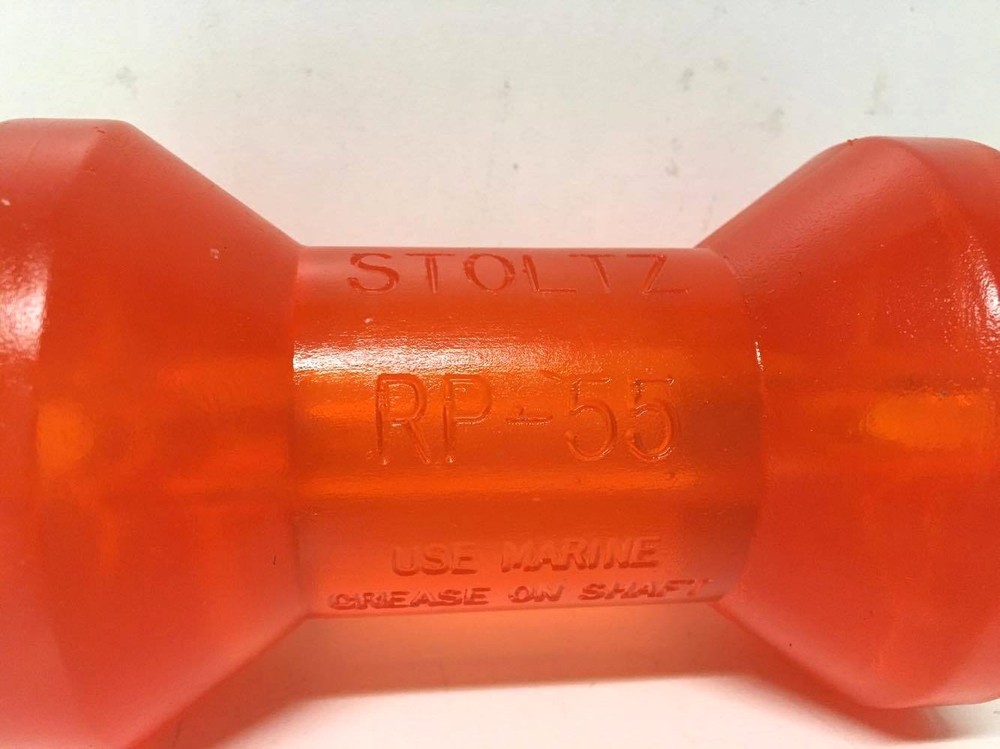 STOLTZ
RP-55
USE MARINE
GREASE ON SHAFT